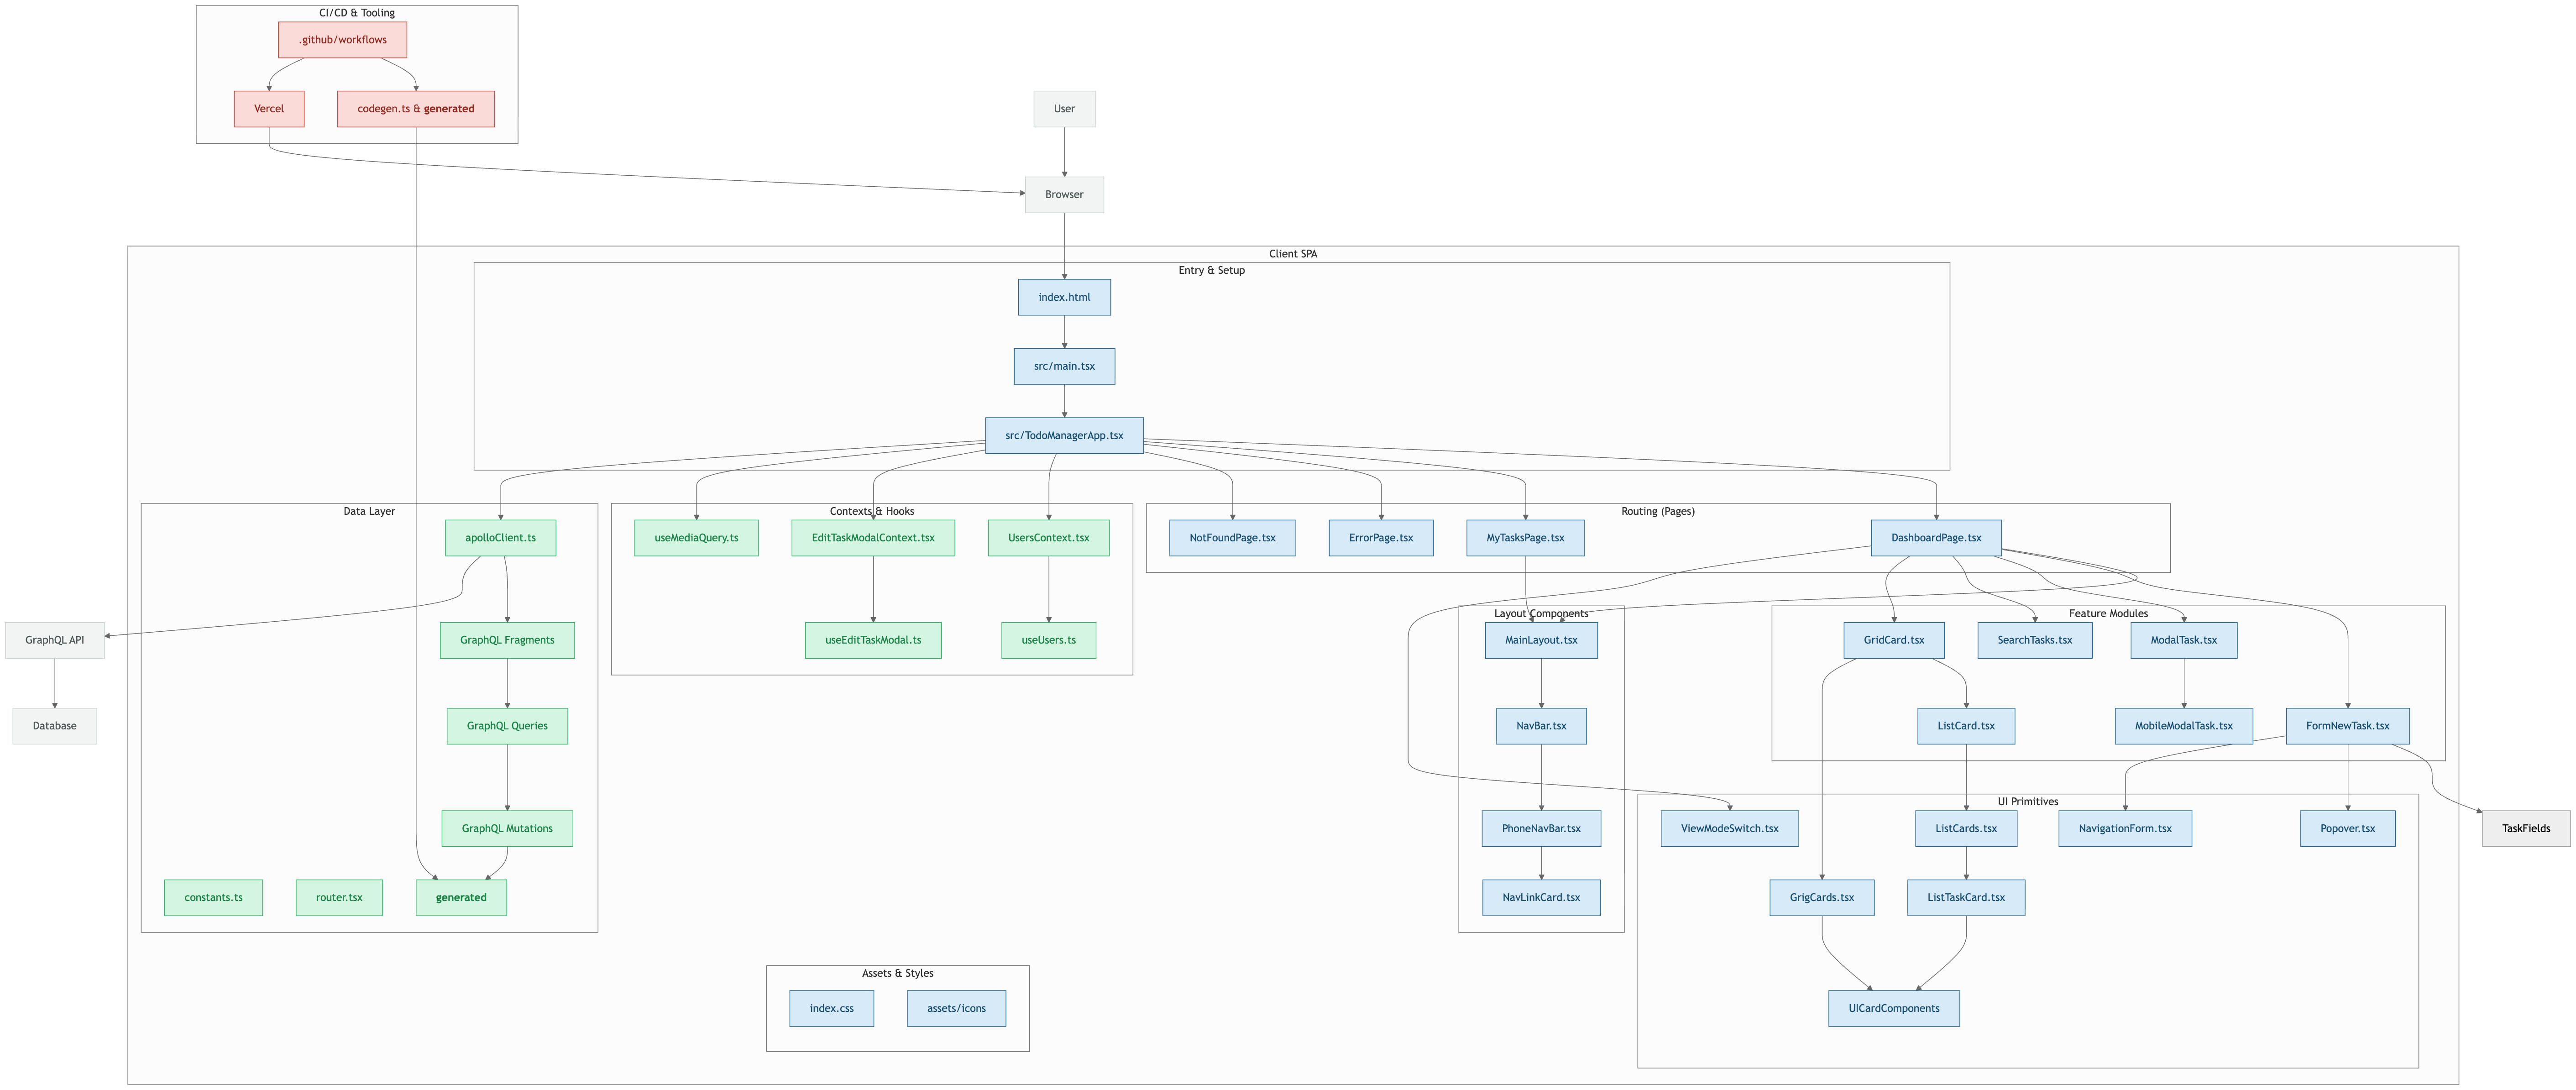 CI/CD & Tooling
.github/workflows
Vercel
codegen.ts & generated
User
Browser
Client SPA
Entry & Setup
index.html
src/main.tsx
src/TodoManagerApp.tsx
Data Layer
apolloClient.ts
GraphQL Fragments
GraphQL Queries
GraphQL Mutations
constants.ts
router.tsx
generated
GraphQL API
Database
Contexts & Hooks
useMediaQuery.ts
EditTaskModalContext.tsx
UsersContext.tsx
useEditTaskModal.ts
useUsers.ts
Routing (Pages)
NotFoundPage.tsx
ErrorPage.tsx
MyTasksPage.tsx
DashboardPage.tsx
Layout Components
MainLayout.tsx
NavBar.tsx
PhoneNavBar.tsx
NavLinkCard.tsx
Feature Modules
GridCard.tsx
SearchTasks.tsx
ModalTask.tsx
ListCard.tsx
MobileModalTask.tsx
FormNewTask.tsx
UI Primitives
ViewModeSwitch.tsx
ListCards.tsx
NavigationForm.tsx
Popover.tsx
GrigCards.tsx
ListTaskCard.tsx
UICardComponents
TaskFields
Assets & Styles
index.css
assets/icons